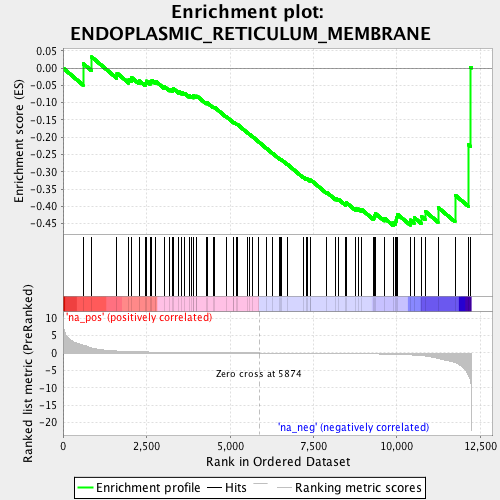 Enrichment plot:
ENDOPLASMIC_RETICULUM_MEMBRANE
Enrichment score (ES)
0.05
0.00
-0.05
-0.10
-0.15
-0.20
-0.25
-0.30
-0.35
-0.40
-0.45
Ranked list metric (PreRanked)
10
5
0
-5
-10
-15
-20
'na_pos' (positively correlated)
Zero cross at 5874
'na_neg' (negatively correlated)
0
2,500
5,000
7,500
10,000
12,500
Rank in Ordered Dataset
Enrichment profile
Hits
Ranking metric scores